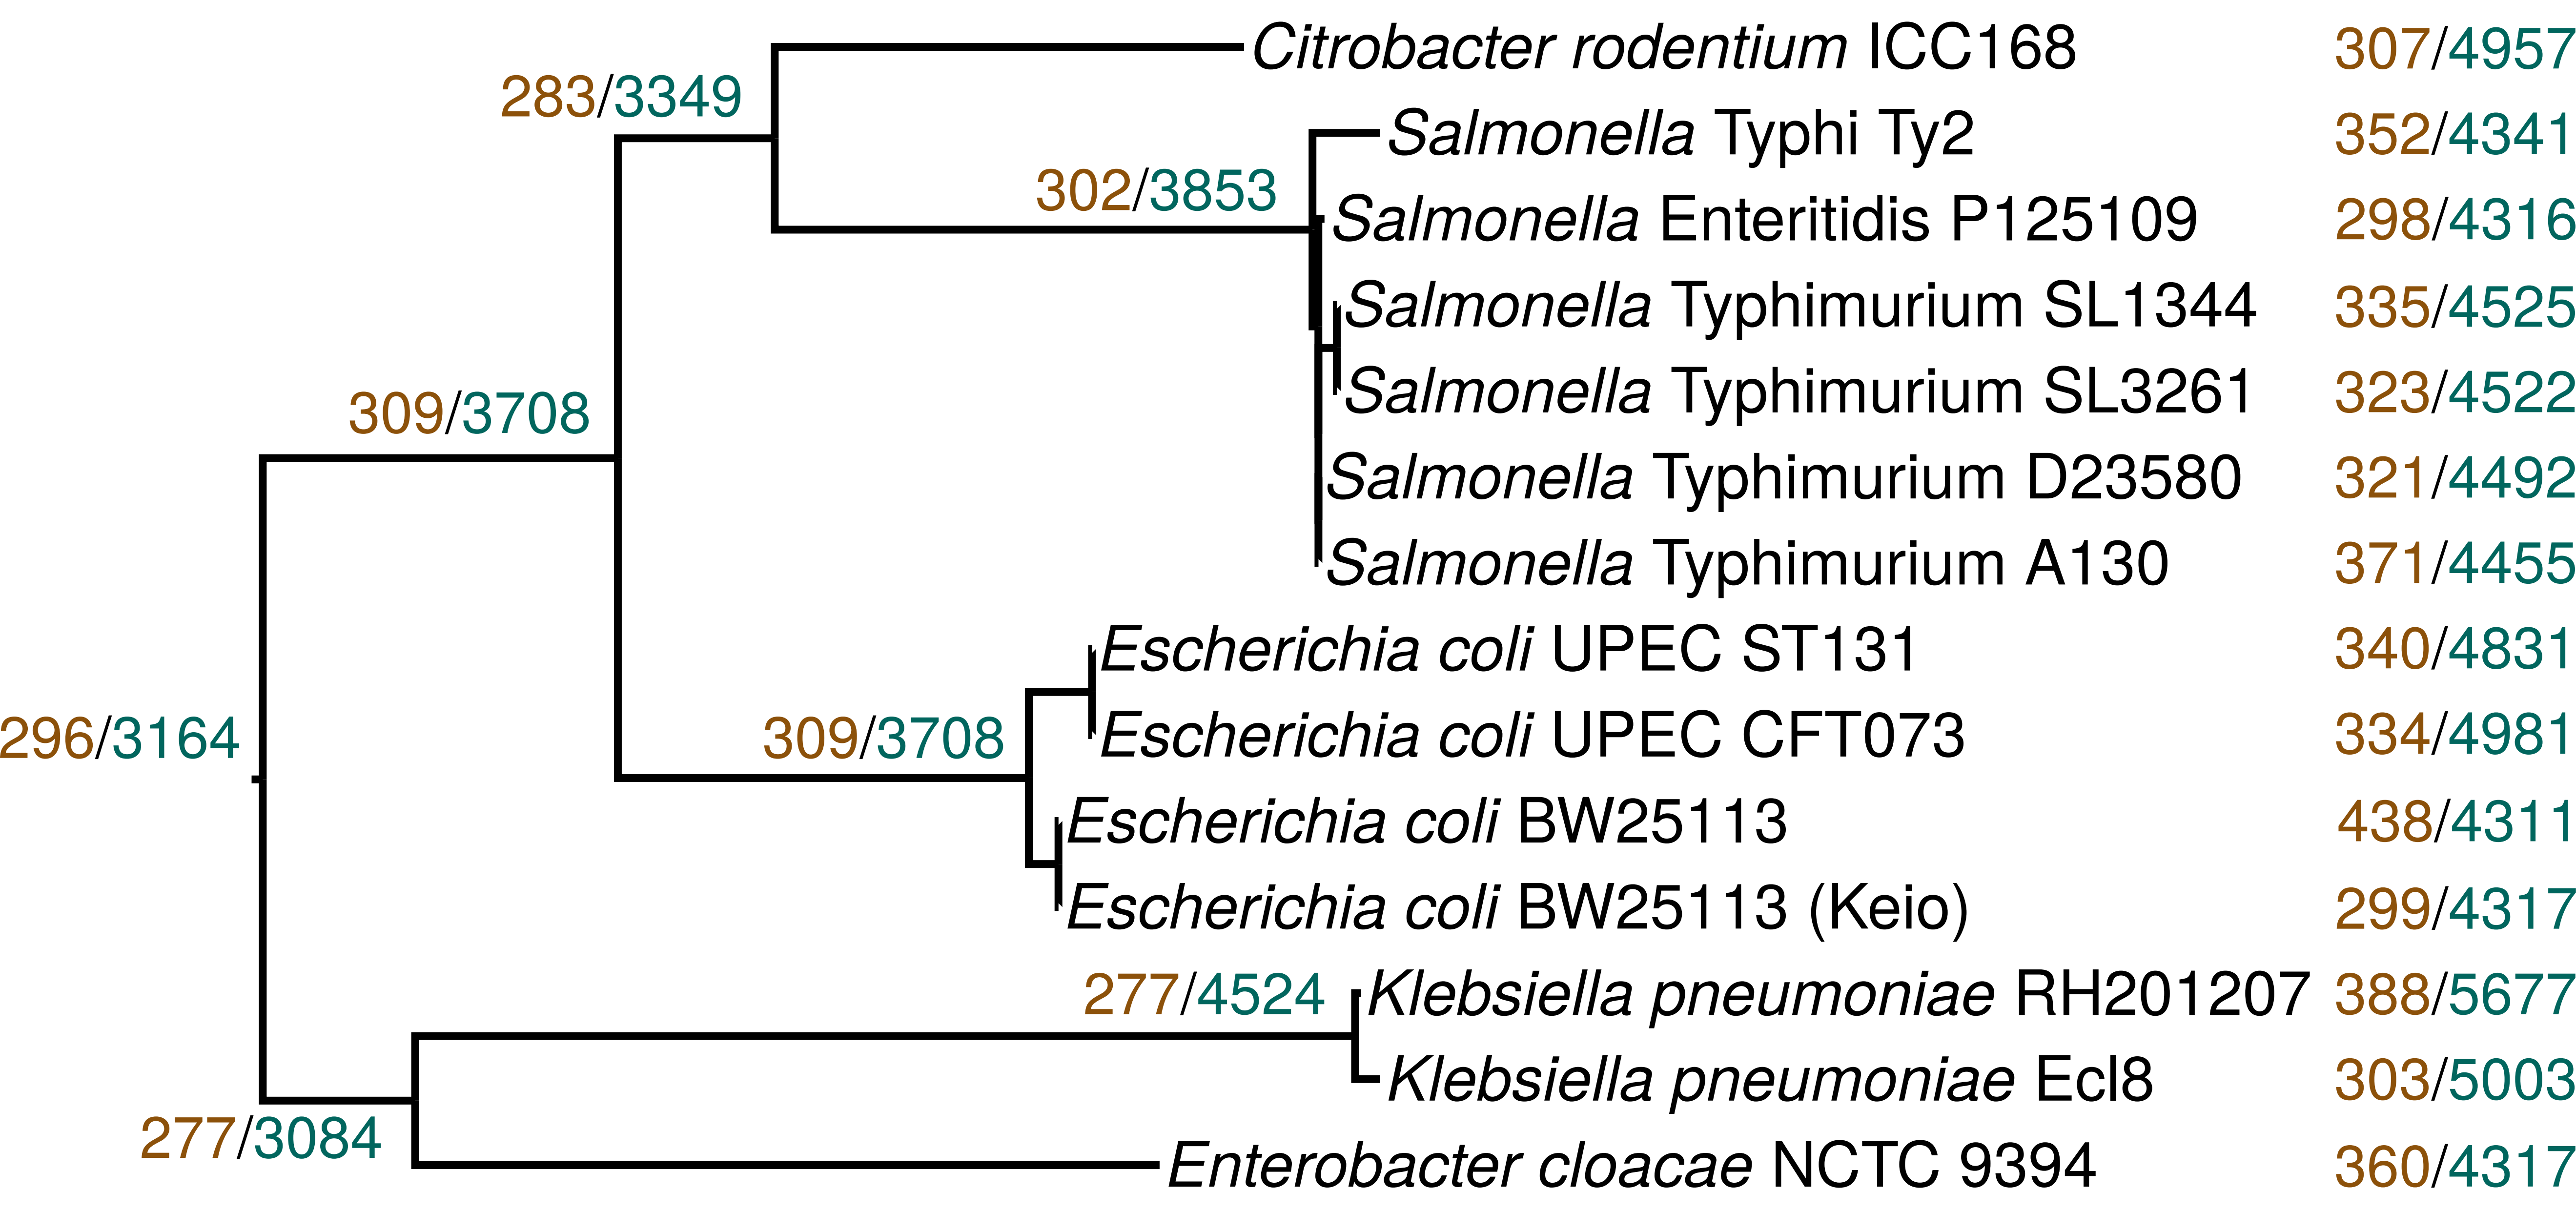 Citrobacter rodentium ICC168 307/4957
283/3349
Salmonella Typhi Ty2 352/4341
302/3853
Salmonella Enteritidis P125109 298/4316
Salmonella Typhimurium SL1344 335/4525
Salmonella Typhimurium SL3261 323/4522
309/3708
Salmonella Typhimurium D23580 321/4492
Salmonella Typhimurium A130 371/4455
Escherichia coli UPEC ST131 340/4831
296/3164
309/3708
Escherichia coli UPEC CFT073 334/4981
Escherichia coli BW25113 438/4311
Escherichia coli BW25113 (Keio) 299/4317
277/4524
Klebsiella pneumoniae RH201207 388/5677
Klebsiella pneumoniae Ecl8 303/5003
277/3084
Enterobacter cloacae NCTC 9394 360/4317